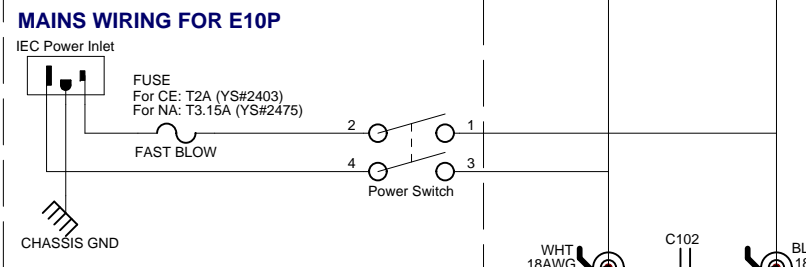 MAINS WIRING FOR E10P
IEC Power Inlet
FUSE
For CE: T2A (YS#2403)
For NA: T3.15A (YS#2475)
FAST BLOW
2
1
4
3
Power Switch
CHASSIS GND
WHT
18AWG
C102